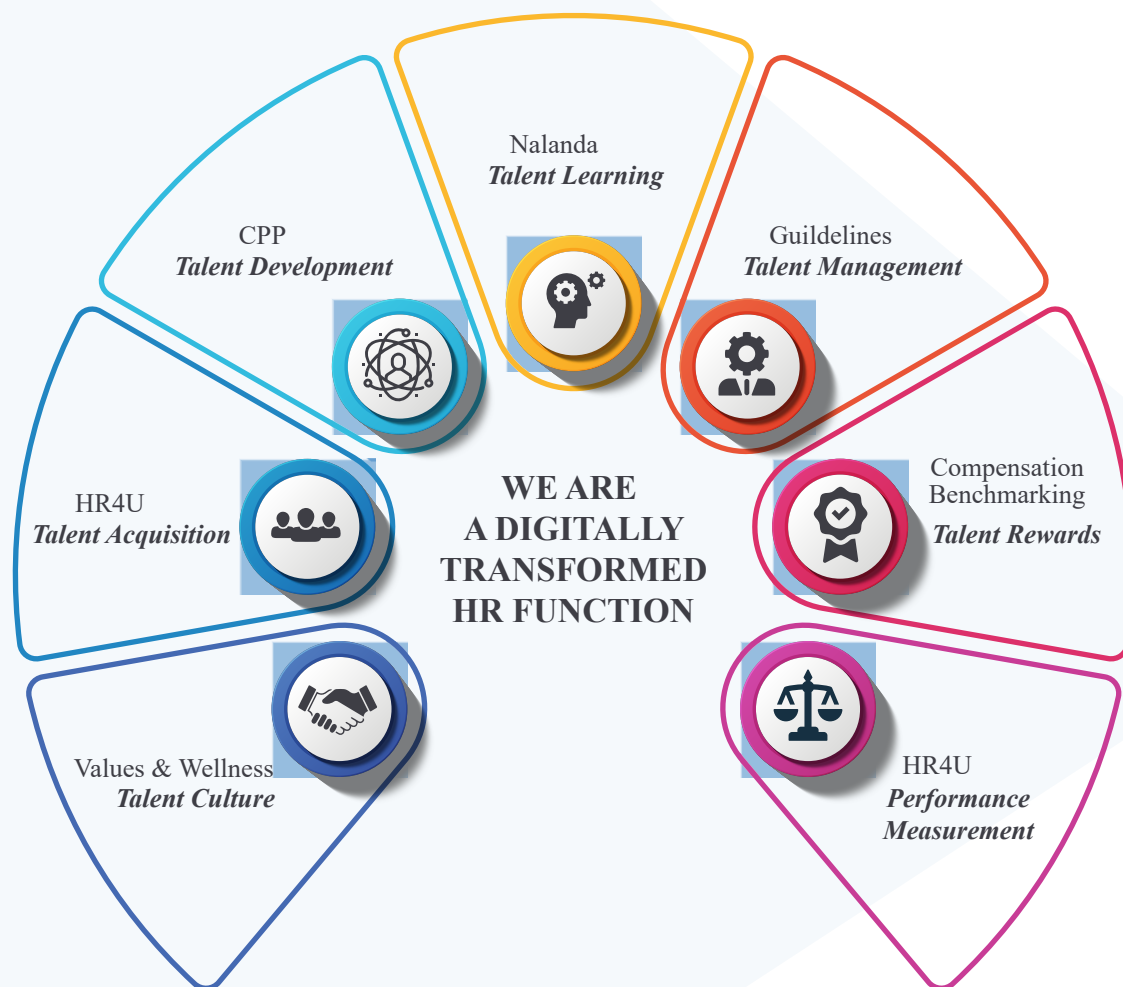 Nalanda
Talent Learning
CPP
Talent Development
Guildelines
Talent Management
HR4U
Talent Acquisition
WE ARE
A DIGITALLY
TRANSFORMED
HR FUNCTION
Compensation
Benchmarking
Talent Rewards
Values & Wellness
Talent Culture
HR4U
Performance
Measurement